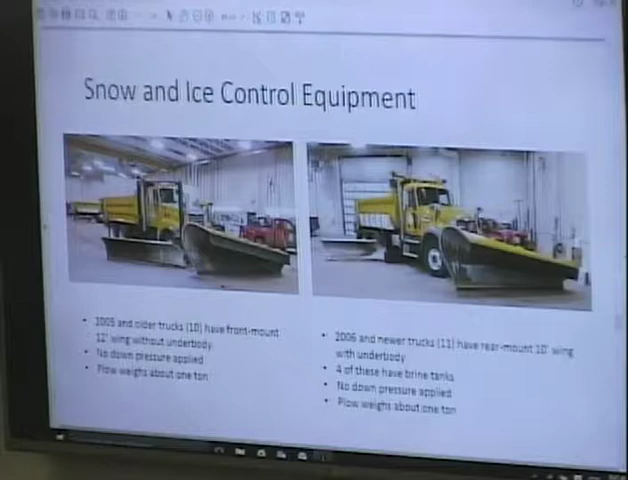 Snow and Ice Control Equipment
• 2005 and older trucks (10) have front-mount
12' wing without underbody
• No down pressure applied
• Plow weighs about one ton
• 2006 and newer trucks (11) have rear-mount 10' wing
with underbody
• 4 of these have brine tanks
• No down pressure applied
• Plow weighs about one ton